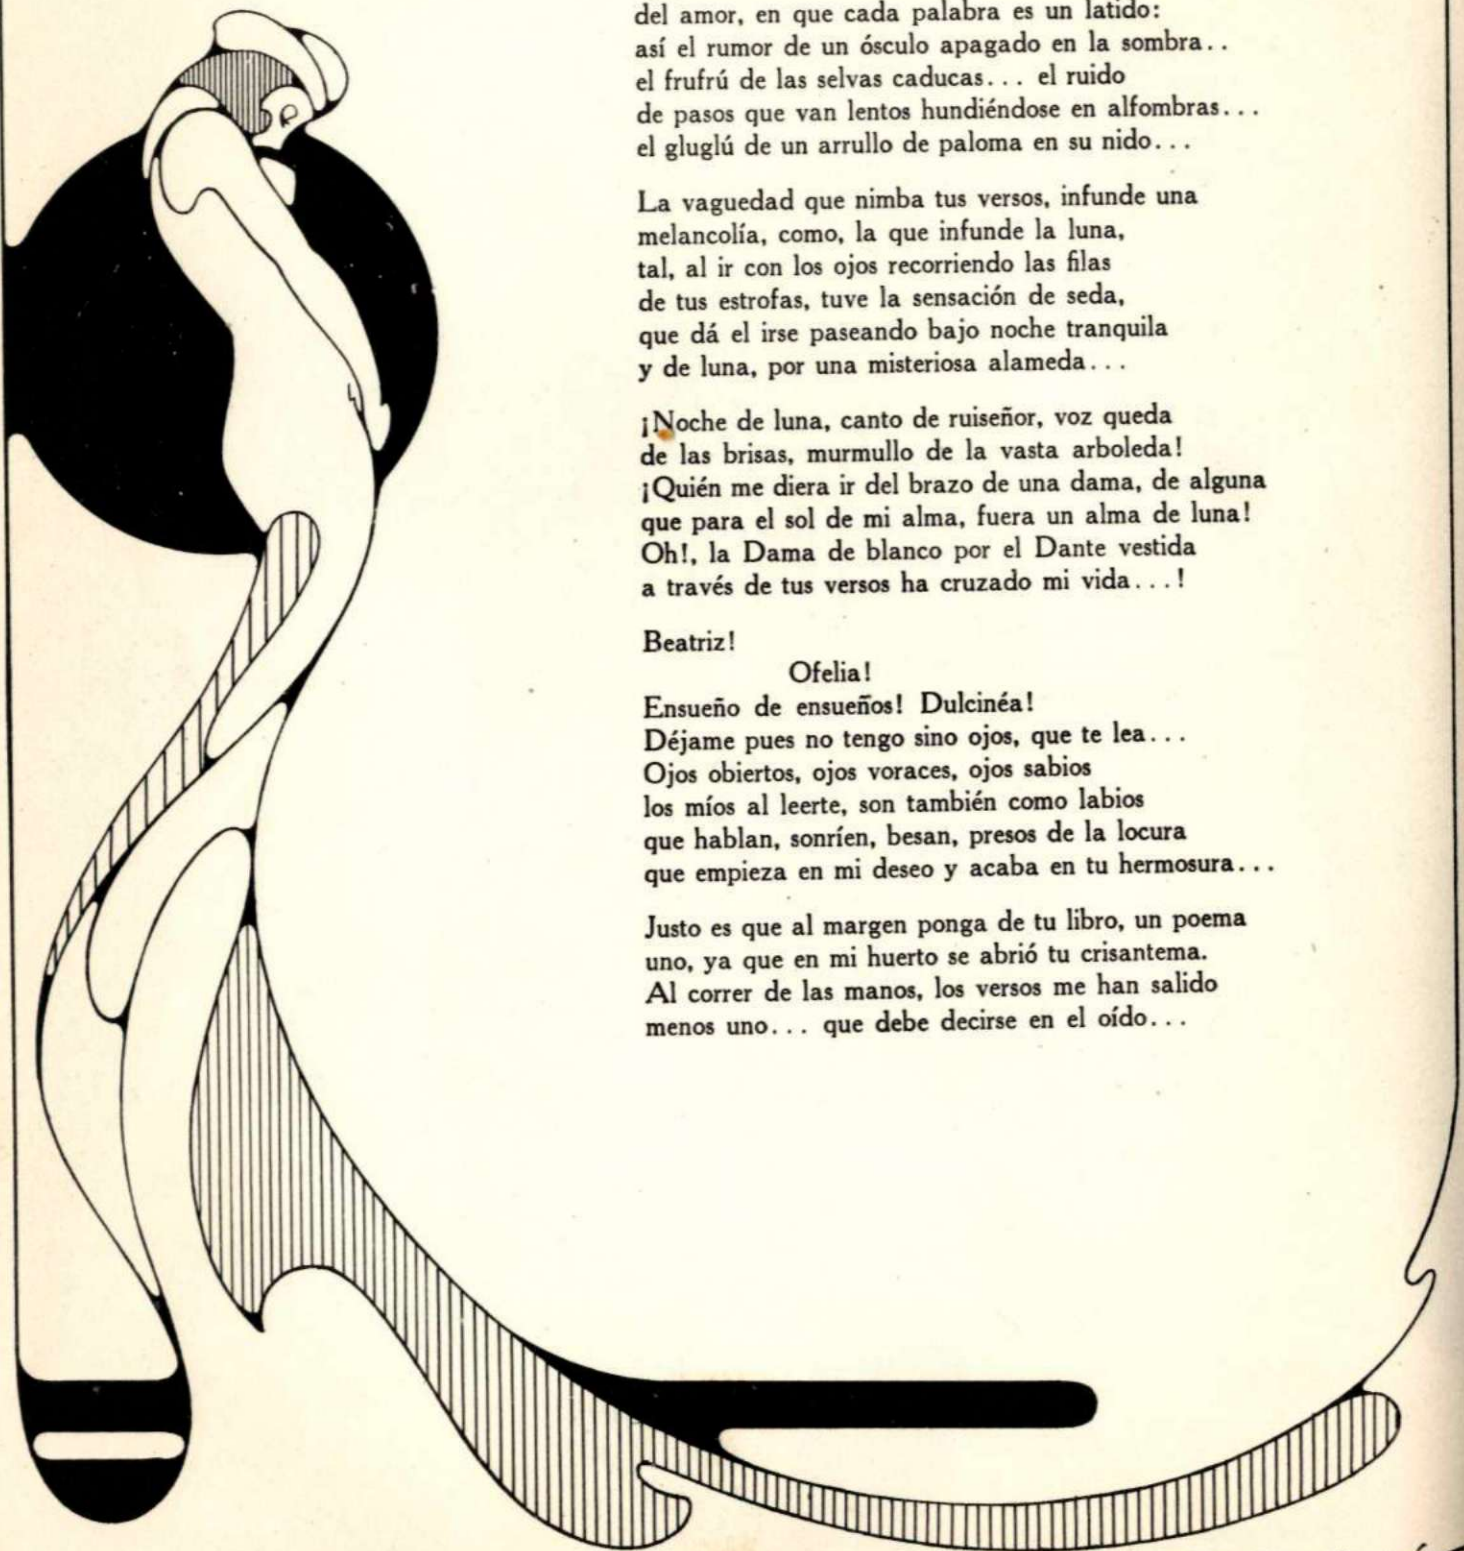 del amor, en que cada palabra es un latido:
así el rumor de un ósculo apagado en la sombra..
el frufrú de las selvas caducas... el ruido
de pasos que van lentos hundiéndose en alfombras...
el gluglú de un arrullo de paloma en su nido...

La vaguedad que nimba tus versos, infunde una
melancolía, como, la que infunde la luna,
tal, al ir con los ojos recorriendo las filas
de tus estrofas, tuve la sensación de seda,
que dá el irse paseando bajo noche tranquila
y de luna, por una misteriosa alameda...

¡Noche de luna, canto de ruiseñor, voz queda
de las brisas, murmullo de la vasta arboleda!
¡Quién me diera ir del brazo de una dama, de alguna
que para el sol de mi alma, fuera un alma de luna!
Oh!, la Dama de blanco por el Dante vestida
a través de tus versos ha cruzado mi vida...!

Beatriz!
Ofelia!
Ensueño de ensueños! Dulcinéa!
Déjame pues no tengo sino ojos, que te lea...
Ojos obiertos, ojos voraces, ojos sabios
los míos al leerte, son también como labios
que hablan, sonríen, besan, presos de la locura
que empieza en mi deseo y acaba en tu hermosura...

Justo es que al margen ponga de tu libro, un poema
uno, ya que en mi huerto se abrió tu crisantema.
Al correr de las manos, los versos me han salido
menos uno... que debe decirse en el oído...